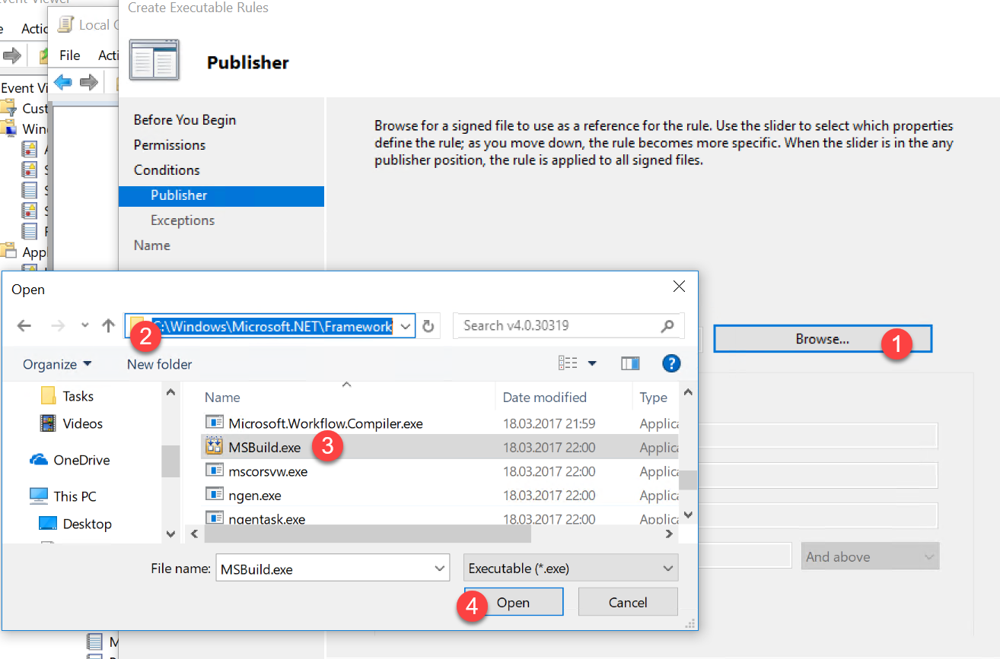 Create Executable Rules
Event Viewer
Actio
Local C
File Acti
Publisher
Event Vi
Cust
Win
Appl
Before You Begin
Permissions
Conditions
Publisher
Exceptions
Name
Browse for a signed file to use as a reference for the rule. Use the slider to select which properties
define the rule; as you move down, the rule becomes more specific. When the slider is in the any
publisher position, the rule is applied to all signed files.
Browse...
1
Open
2
C:\Windows\Microsoft.NET\Framework
Search v4.0.30319
Organize
New folder
?
Tasks
Videos
OneDrive
This PC
Desktop
Name Date modified Type
Microsoft.Workflow.Compiler.exe 18.03.2017 21:59 Applica
MSBuild.exe 3 18.03.2017 22:00 Applica
mscorsvw.exe 18.03.2017 22:00 Applica
ngen.exe 18.03.2017 22:00 Applica
ngentask.exe 18.03.2017 22:00 Applica
File name: MSBuild.exe
Executable (*.exe)
4 Open
Cancel
And above